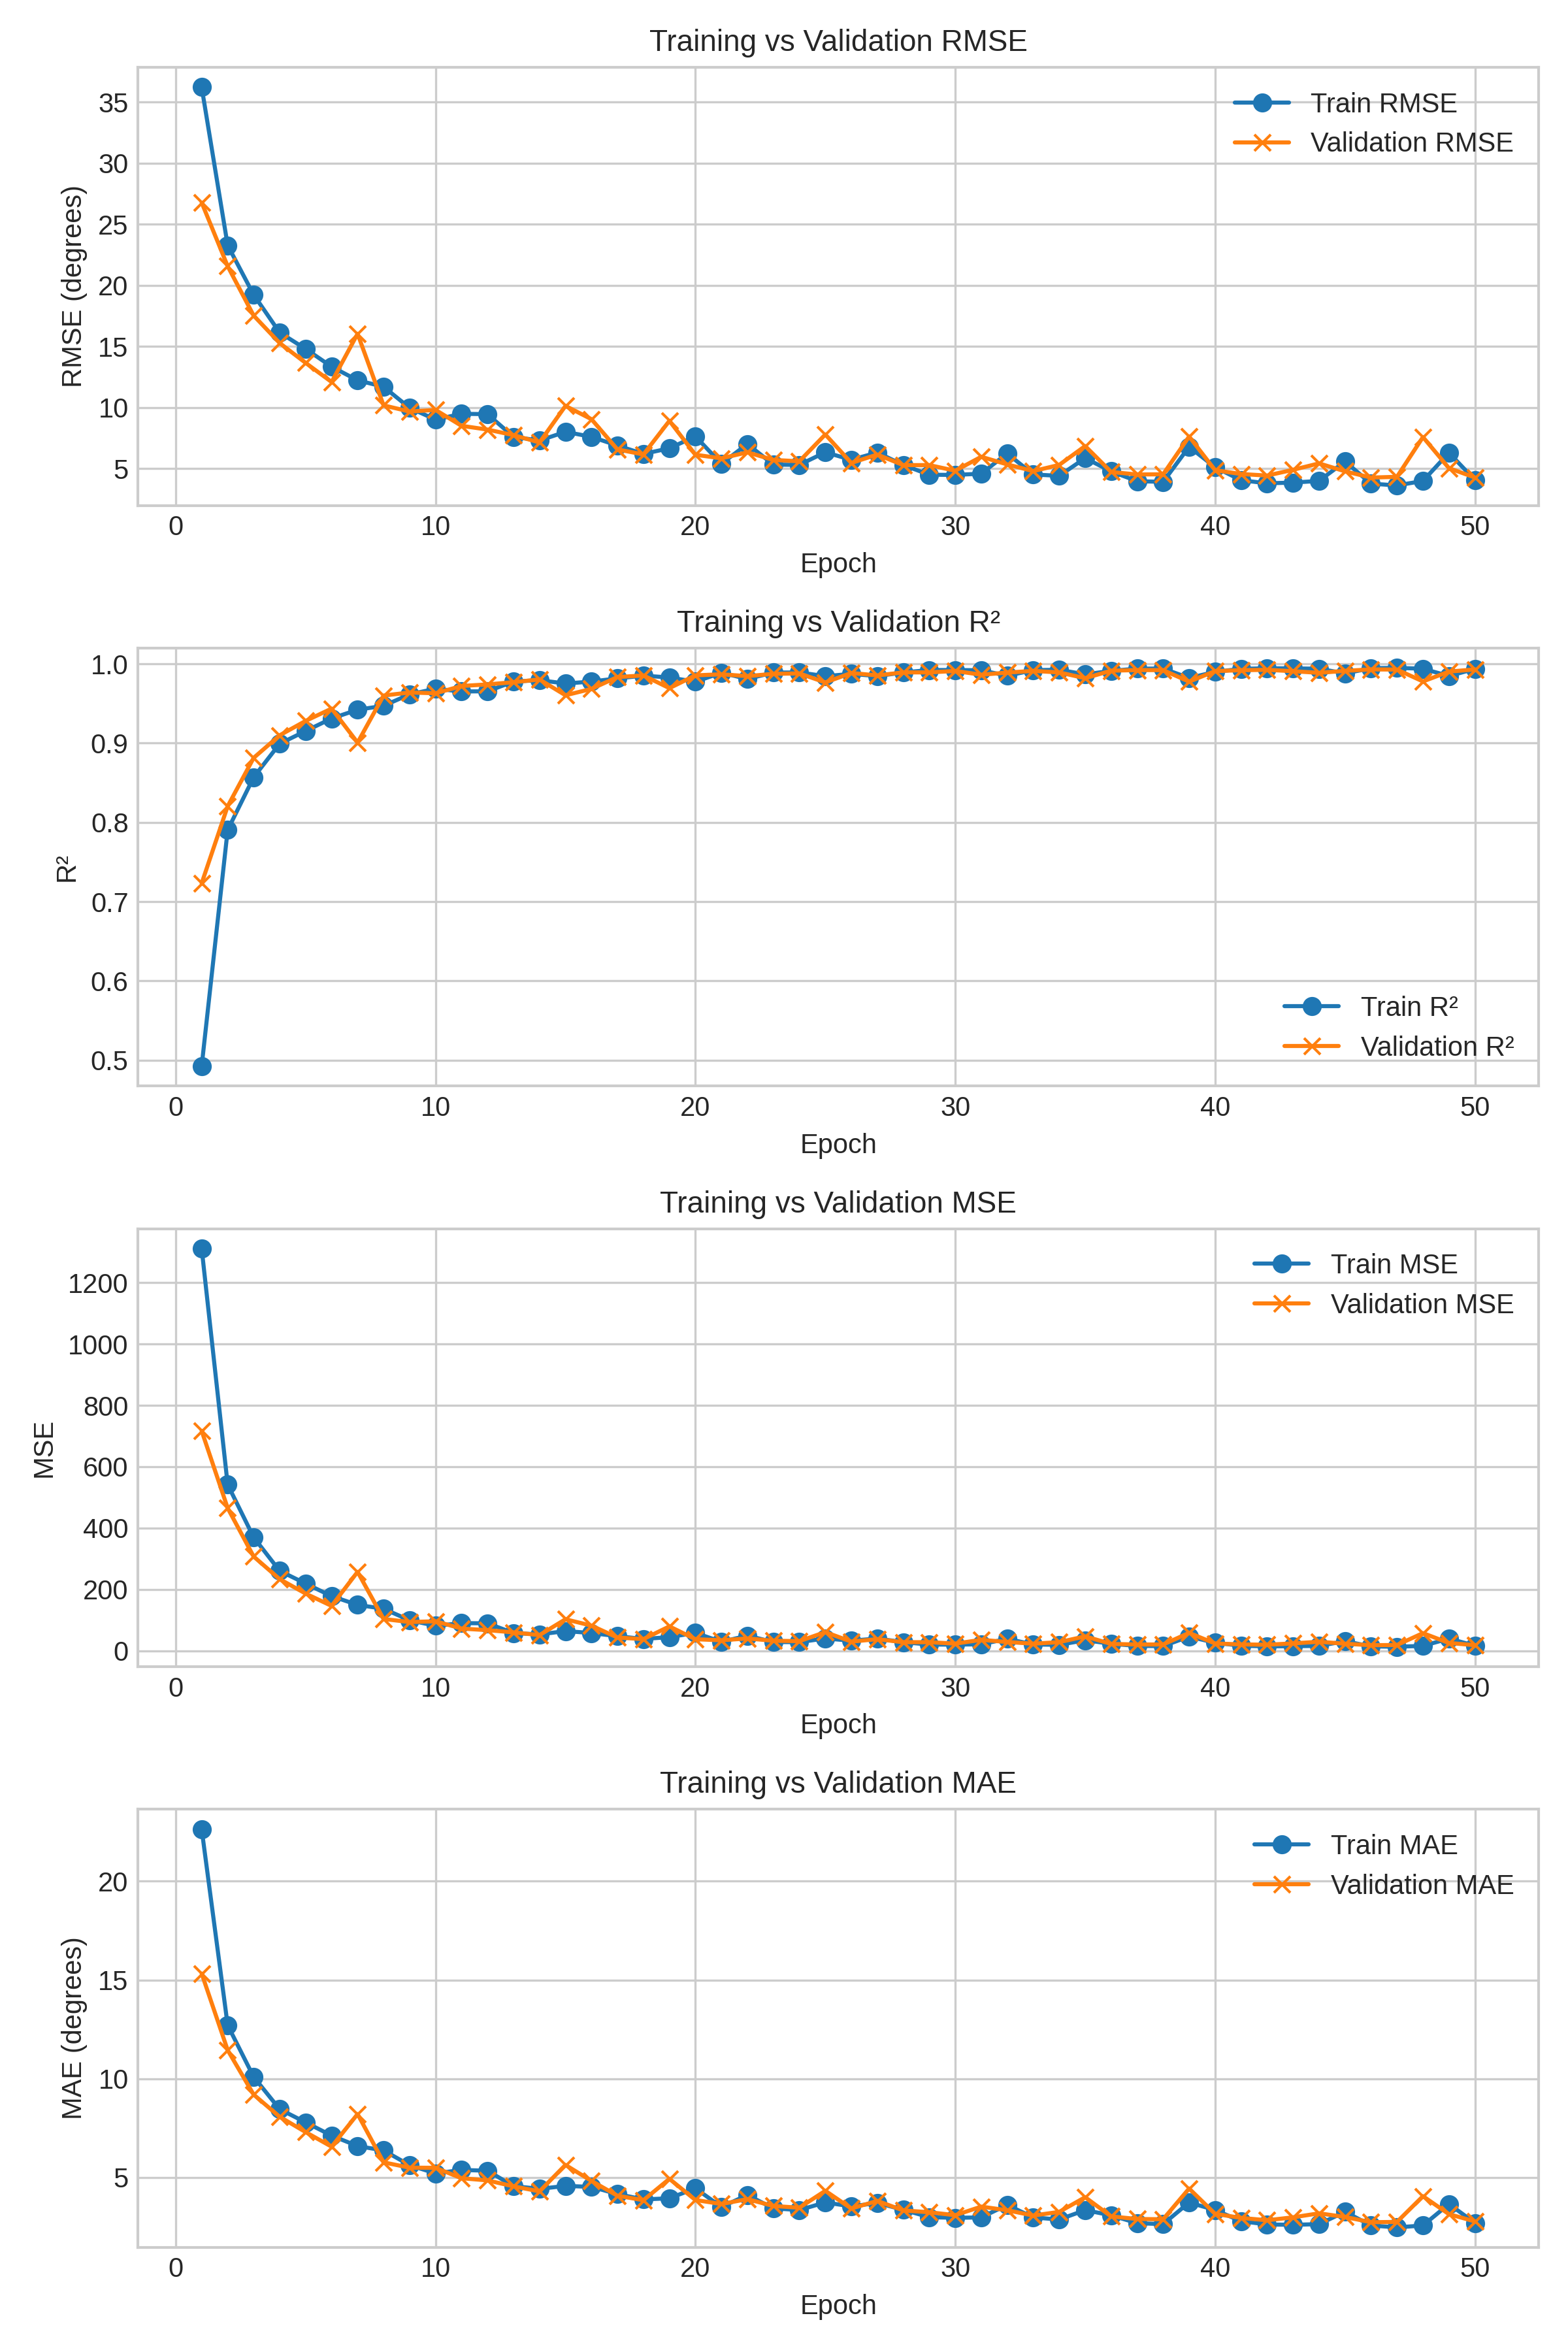 Training vs Validation RMSE
RMSE (degrees)
35
30
25
20
15
10
5
Train RMSE
Validation RMSE
0 10 20 30 40 50
Epoch
Training vs Validation R²
R²
1.0
0.9
0.8
0.7
0.6
0.5
Train R²
Validation R²
0 10 20 30 40 50
Epoch
Training vs Validation MSE
MSE
1200
1000
800
600
400
200
0
Train MSE
Validation MSE
0 10 20 30 40 50
Epoch
Training vs Validation MAE
MAE (degrees)
20
15
10
5
Train MAE
Validation MAE
0 10 20 30 40 50
Epoch